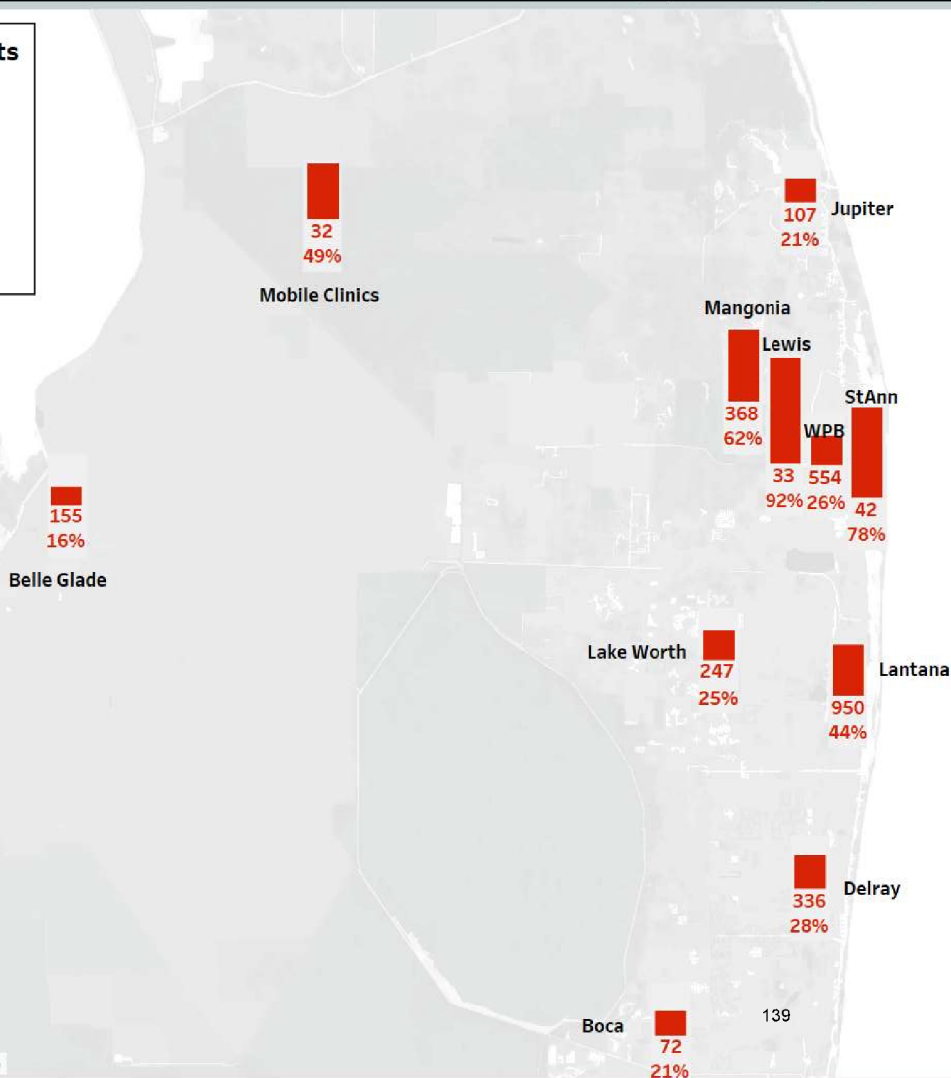 ts
107
Jupiter
21%
32
49%
Mobile Clinics
Mangonia
Lewis
368
62%
StAnn
WPB
33
92%
554
26%
42
78%
155
16%
Belle Glade
Lake Worth
247
25%
Lantana
950
44%
Delray
336
28%
139
Boca
72
21%